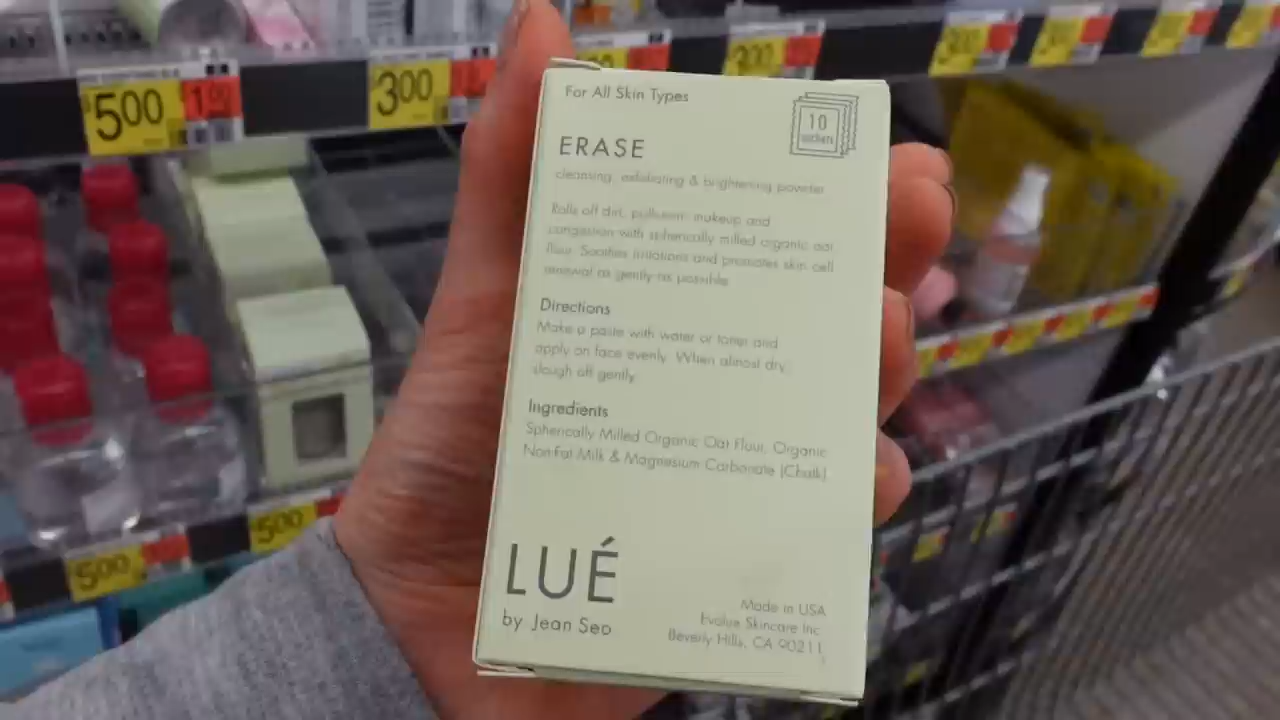 $500
1.00
300
300
300
300
For All Skin Types
10
sachets
ERASE
cleansing, exfoliating & brightening powder
Rolls off dirt, pollution, makeup and
congestion with spherically milled organic oat
flour. Soothes irritations and promotes skin cell
renewal as gently as possible.
Directions
Make a paste with water or toner and
apply on face evenly. When almost dry,
slough off gently.
Ingredients
Spherically Milled Organic Oat Flour, Organic
Non-Fat Milk & Magnesium Carbonate (Chalk)
LUÉ
by Jean Seo
Made in USA
Evolue Skincare Inc.
Beverly Hills, CA 90211
500
500